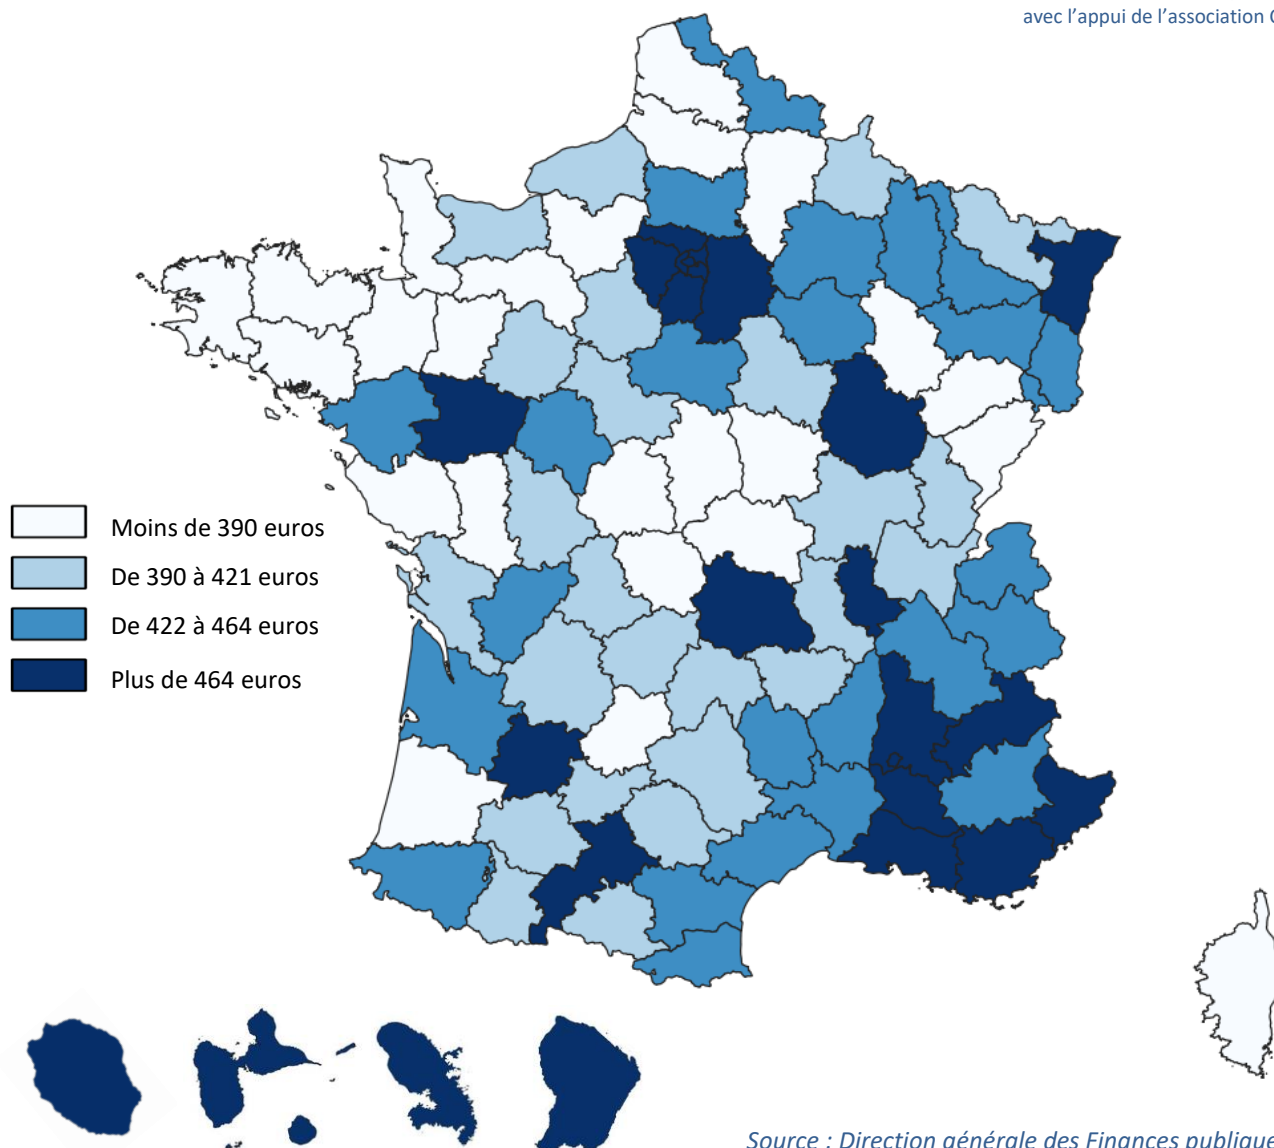 avec l’appui de l’association
Moins de 390 euros
De 390 à 421 euros
De 422 à 464 euros
Plus de 464 euros
Source : Direction générale des Finances publique